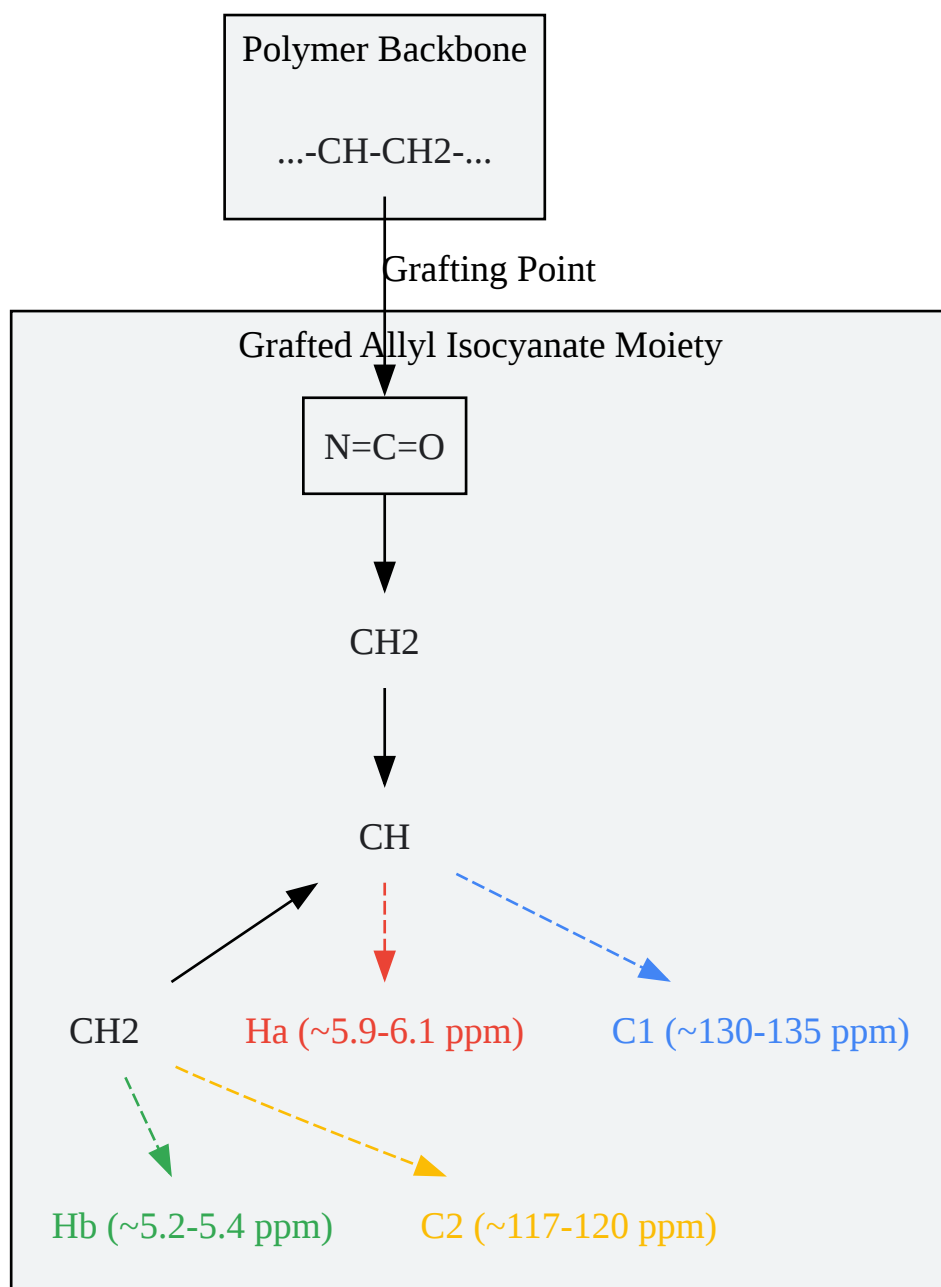 Polymer Backbone
...-CH-CH2-...
Grafting Point
Grafted Allyl Isocyanate Moiety
N=C=O
CH2
CH
CH2
Ha (~5.9-6.1 ppm)
C1 (~130-135 ppm)
Hb (~5.2-5.4 ppm)
C2 (~117-120 ppm)